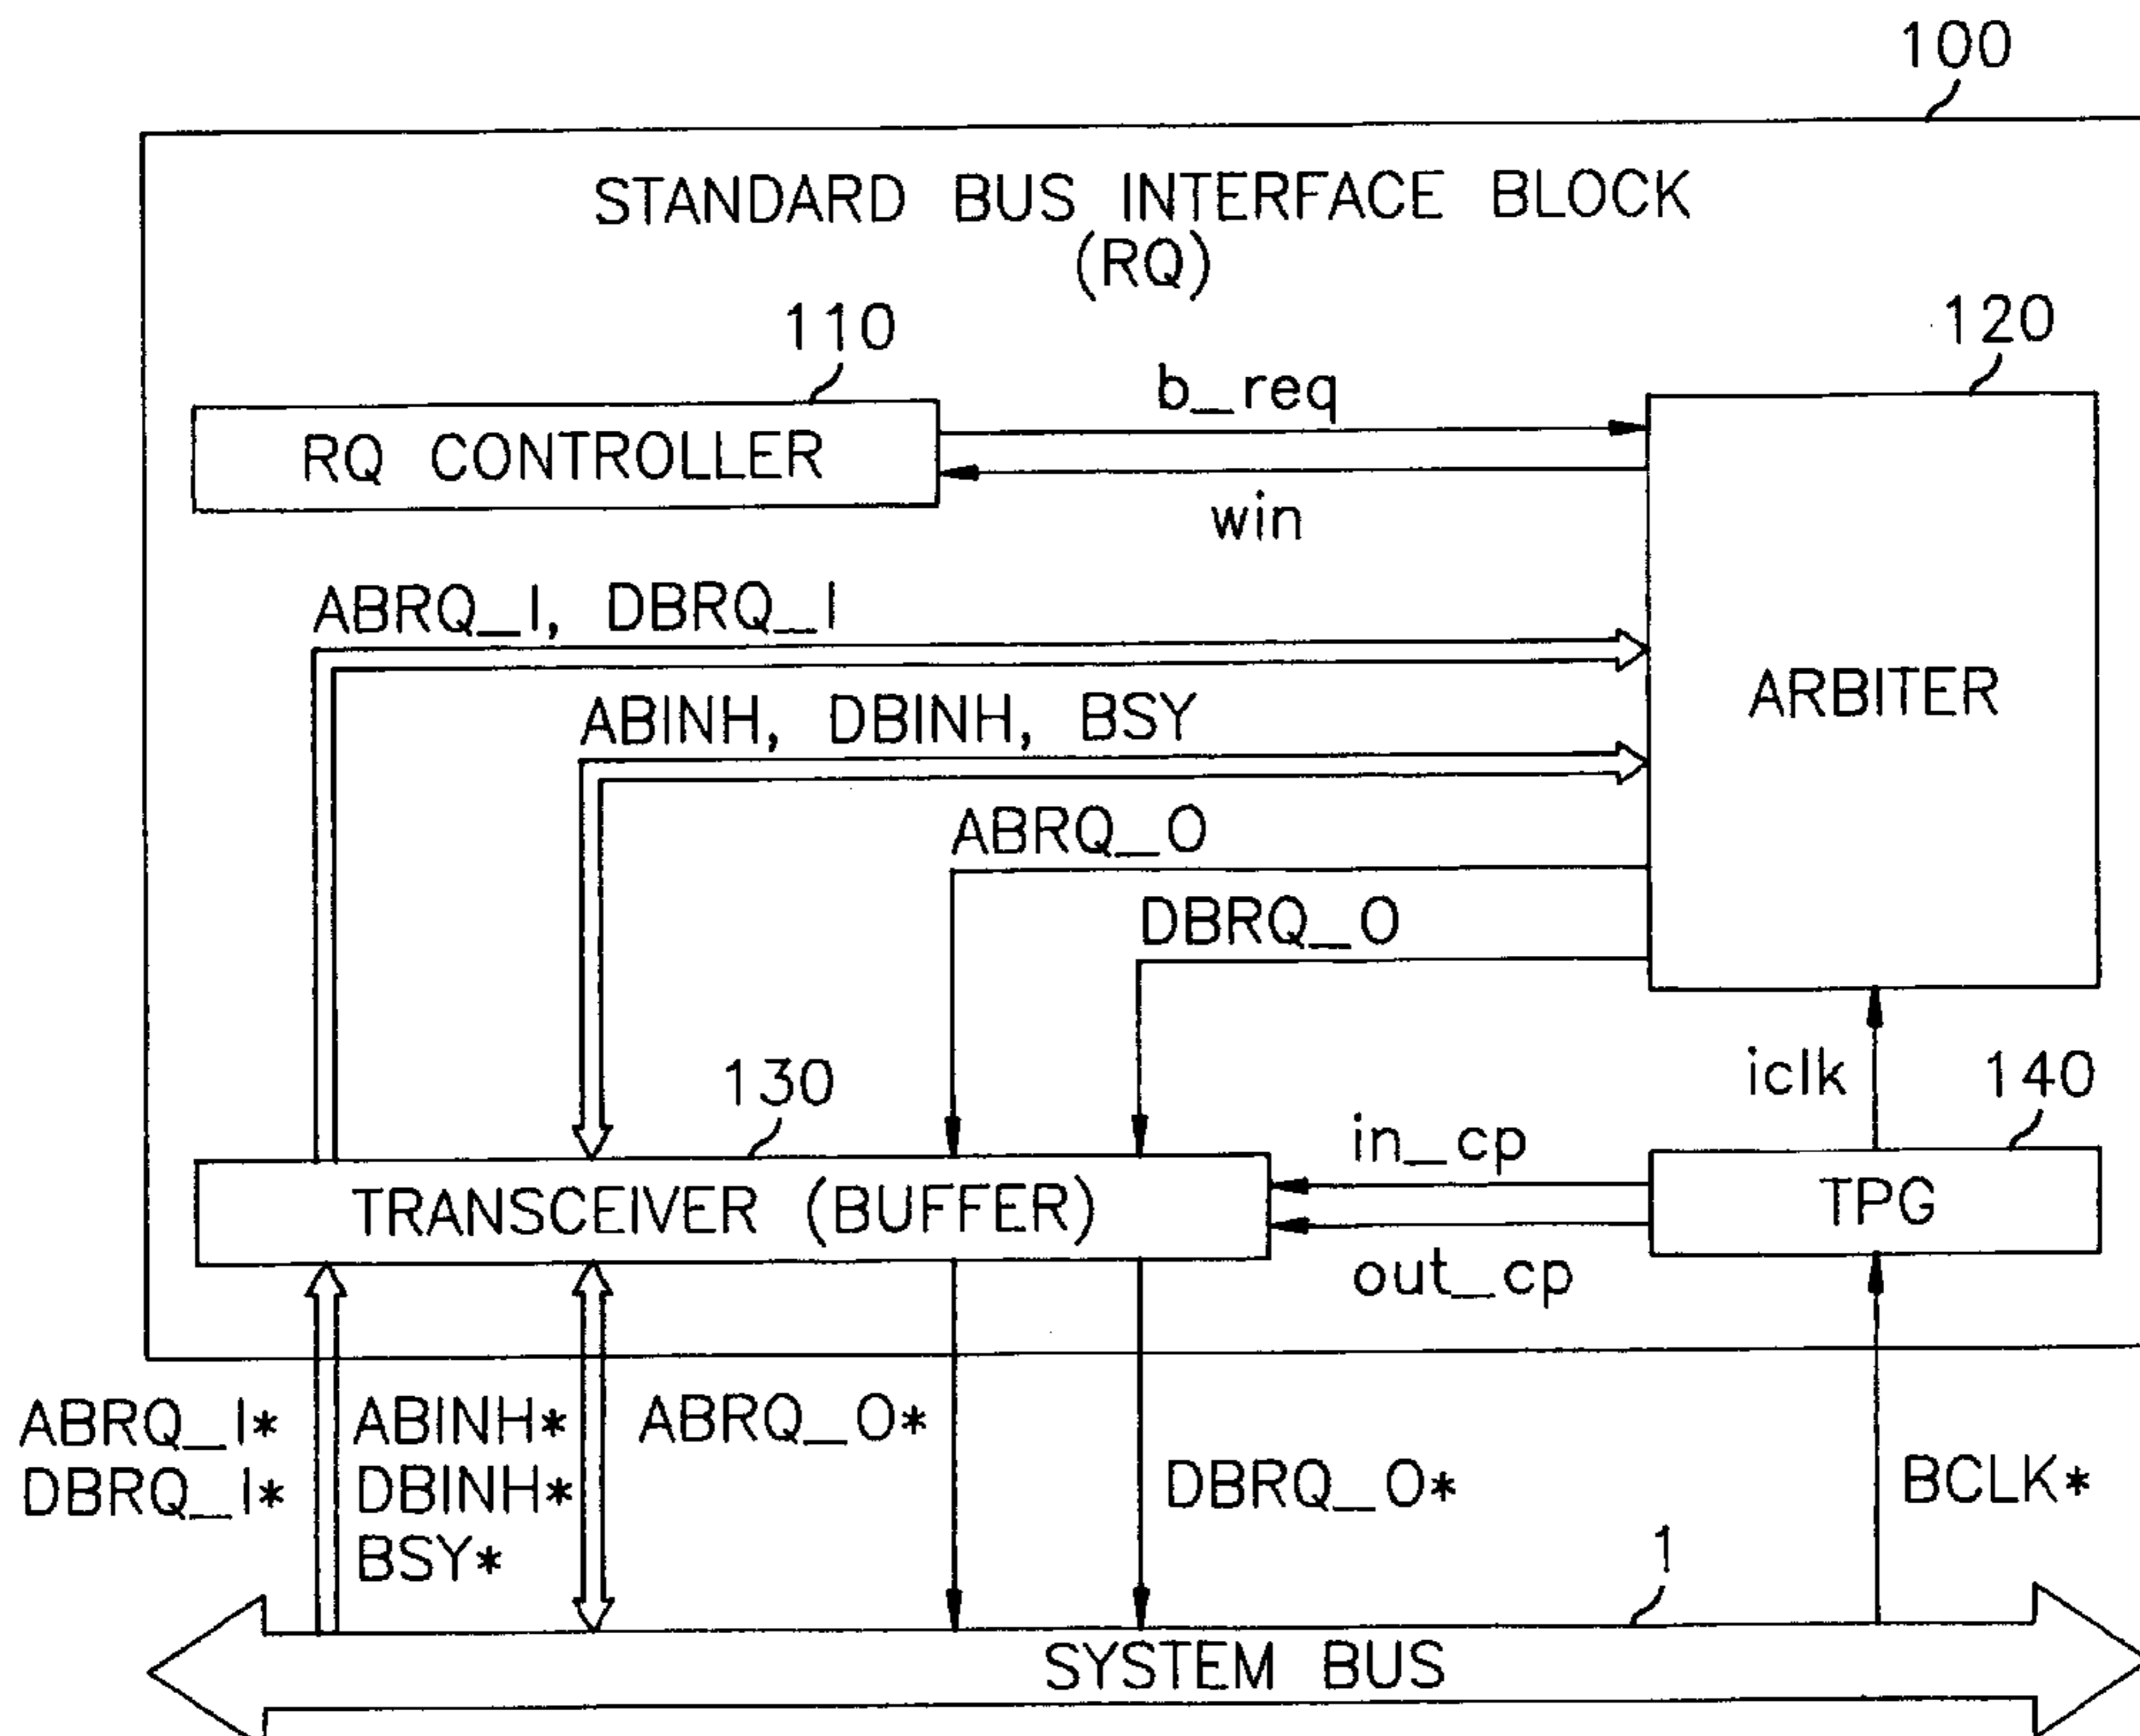 100
STANDARD BUS INTERFACE BLOCK
(RQ)
110
120
b_req
RQ CONTROLLER
win
ABRQ_I, DBRQ_I
ARBITER
ABINH, DBINH, BSY
ABRQ_O
DBRQ_O
130
iclk
140
in_cp
TRANSCEIVER (BUFFER)
TPG
out_cp
ABRQ_I*
DBRQ_I*
ABINH*
DBINH*
BSY*
ABRQ_O*
DBRQ_O*
BCLK*
1
SYSTEM BUS